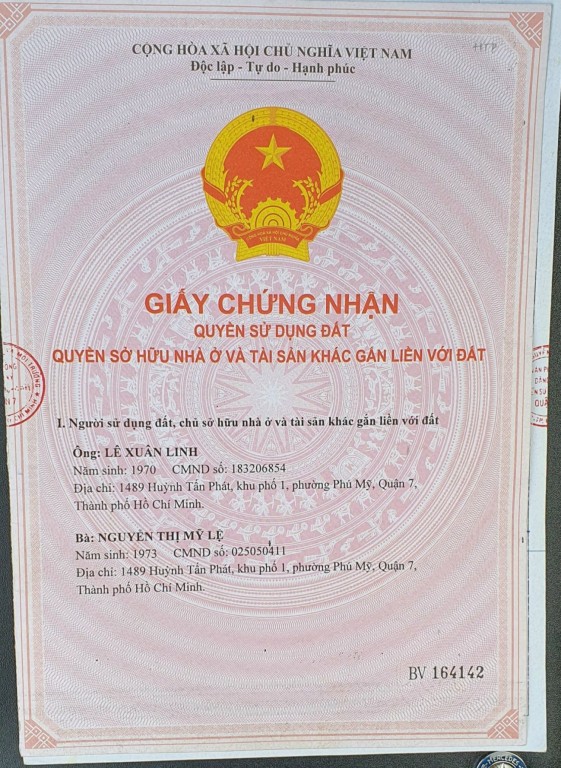 CỘNG HÒA XÃ HỘI CHỦ NGHĨA VIỆT NAM
Độc lập - Tự do - Hạnh phúc
VIỆT NAM
GIẤY CHỨNG NHẬN
QUYỀN SỬ DỤNG ĐẤT
QUYỀN SỞ HỮU NHÀ Ở VÀ TÀI SẢN KHÁC GẮN LIỀN VỚI ĐẤT
I. Người sử dụng đất, chủ sở hữu nhà ở và tài sản khác gắn liền với đất
Ông: LÊ XUÂN LINH
Năm sinh: 1970 CMND số: 183206854
Địa chỉ: 1489 Huỳnh Tấn Phát, khu phố 1, phường Phú Mỹ, Quận 7,
Thành phố Hồ Chí Minh.
Bà: NGUYỄN THỊ MỸ LỆ
Năm sinh: 1973 CMND số: 025050411
Địa chỉ: 1489 Huỳnh Tấn Phát, khu phố 1, phường Phú Mỹ, Quận 7,
Thành phố Hồ Chí Minh.
BV 164142
MERCEDES